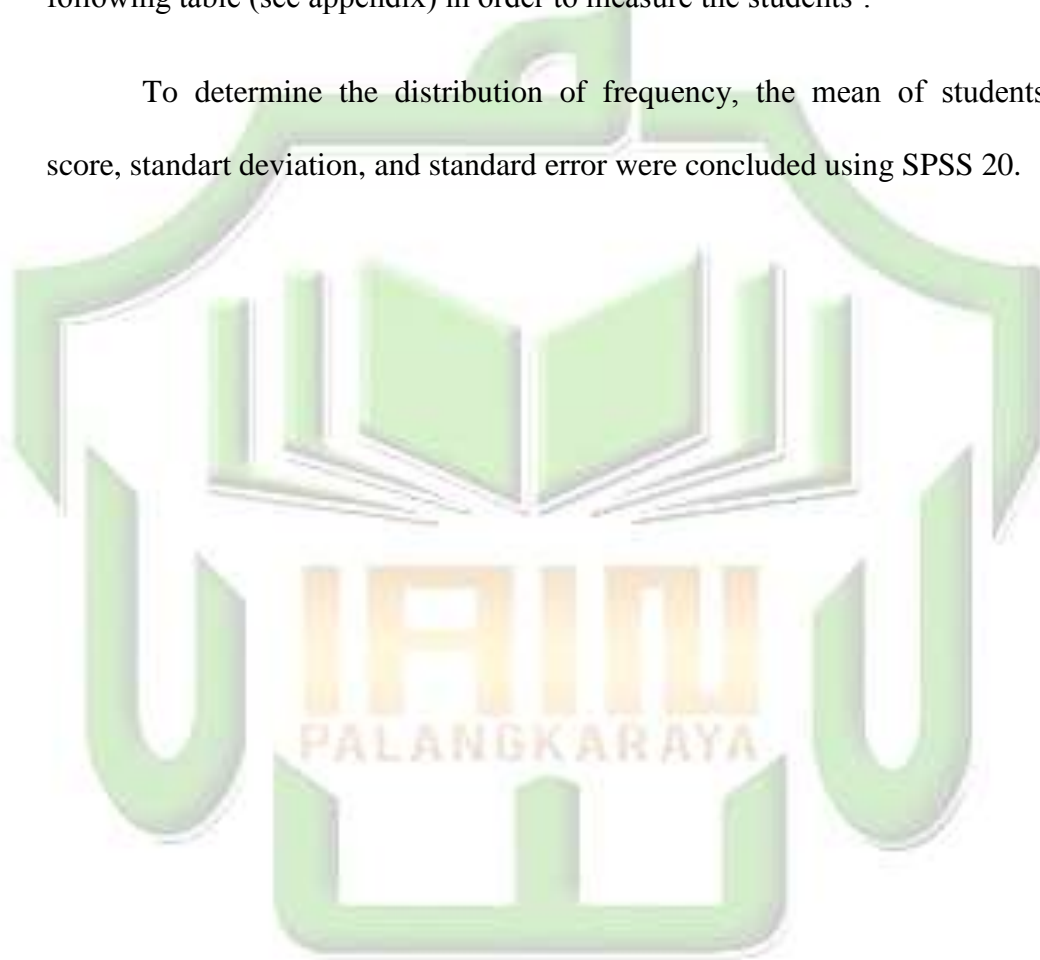 following table (see appendix) in order to measure the students .
To determine the distribution of frequency, the mean of students
score, standart deviation, and standard error were concluded using SPSS 20.
IAIN
PALANGKARAYA